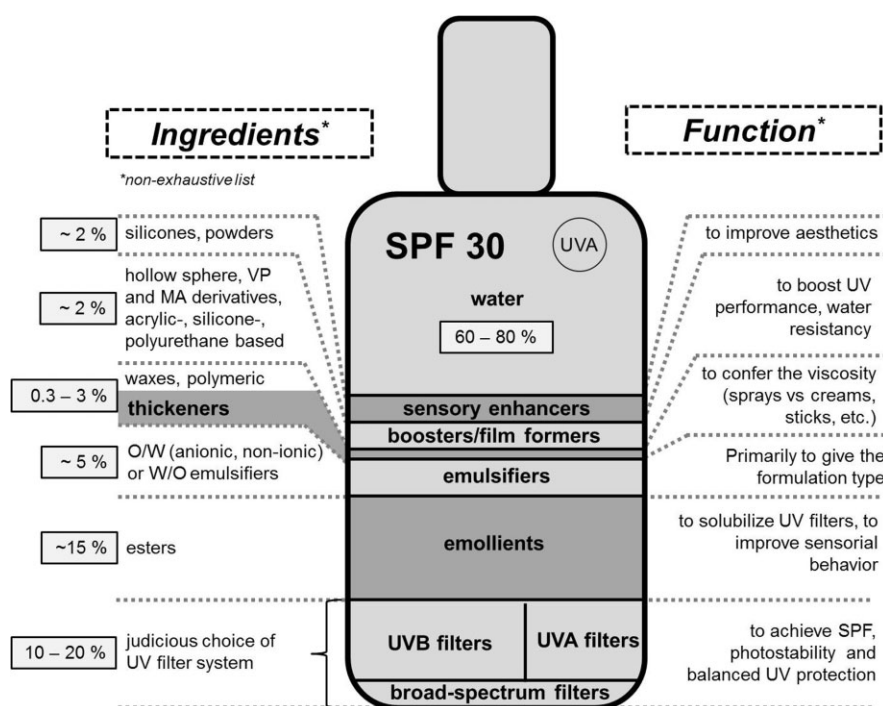 Ingredients*
Function*
*non-exhaustive list
SPF 30
UVA
water
60 – 80 %
~ 2 %
silicones, powders
to improve aesthetics
~ 2 %
hollow sphere, VP
and MA derivatives,
acrylic-, silicone-,
polyurethane based
to boost UV
performance, water
resistancy
0.3 – 3 %
waxes, polymeric
thickeners
to confer the viscosity
(sprays vs creams,
sticks, etc.)
sensory enhancers
boosters/film formers
~ 5 %
O/W (anionic, non-ionic)
or W/O emulsifiers
emulsifiers
Primarily to give the
formulation type
~15 %
esters
emollients
to solubilize UV filters, to
improve sensorial
behavior
10 – 20 %
judicious choice of
UV filter system
UVB filters
UVA filters
broad-spectrum filters
to achieve SPF,
photostability and
balanced UV protection